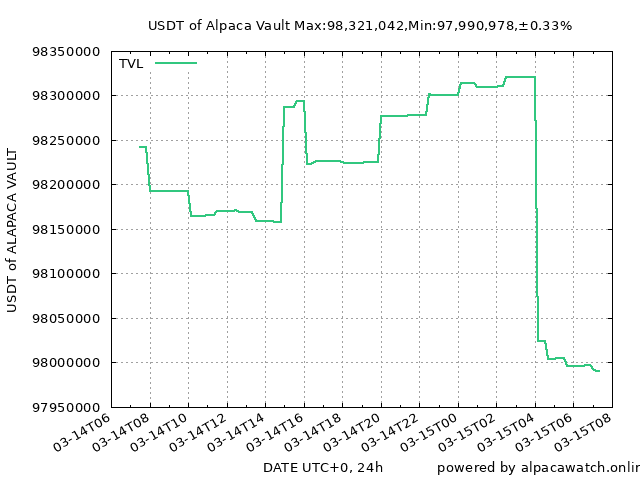 USDT of Alpaca Vault Max:98,321,042,Min:97,990,978,±0.33%
TVL
98350000
98300000
98250000
98200000
98150000
98100000
98050000
98000000
97950000
USDT of ALAPACA VAULT
03-14T06
03-14T08
03-14T10
03-14T12
03-14T14
03-14T16
03-14T18
03-14T20
03-14T22
03-15T00
03-15T02
03-15T04
03-15T06
03-15T08
DATE UTC+0, 24h
powered by alpacawatch.onlin